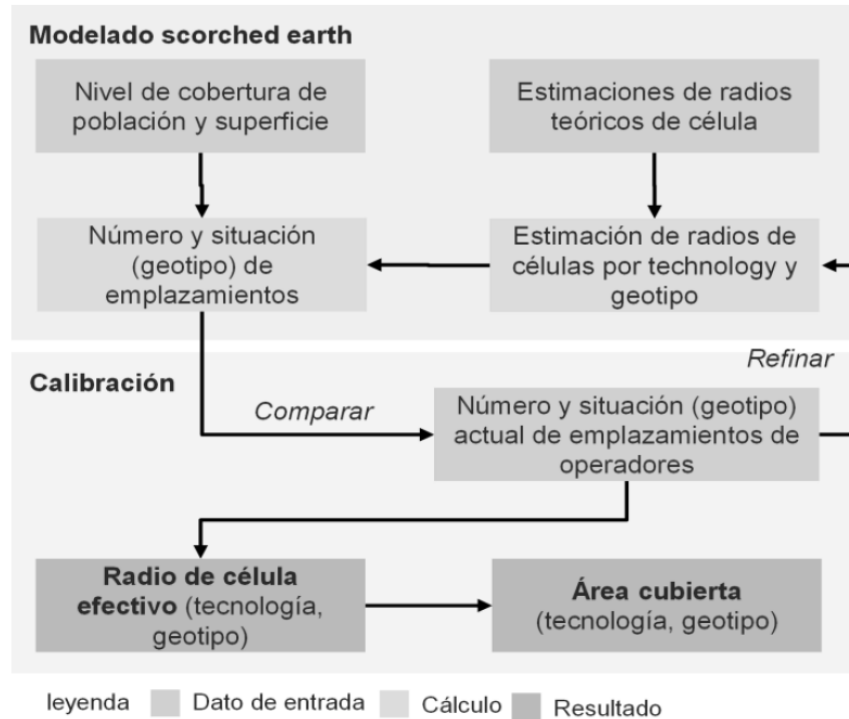 Modelado scorched earth
Nivel de cobertura de
población y superficie
Estimaciones de radios
teóricos de célula
Número y situación
(geotipo) de
emplazamientos
Estimación de radios de
células por technology y
geotipo
Refinar
Calibración
Comparar
Número y situación (geotipo)
actual de emplazamientos de
operadores
Radio de célula
efectivo (tecnología,
geotipo)
Área cubierta
(tecnología, geotipo)
leyenda Dato de entrada Cálculo Resultado